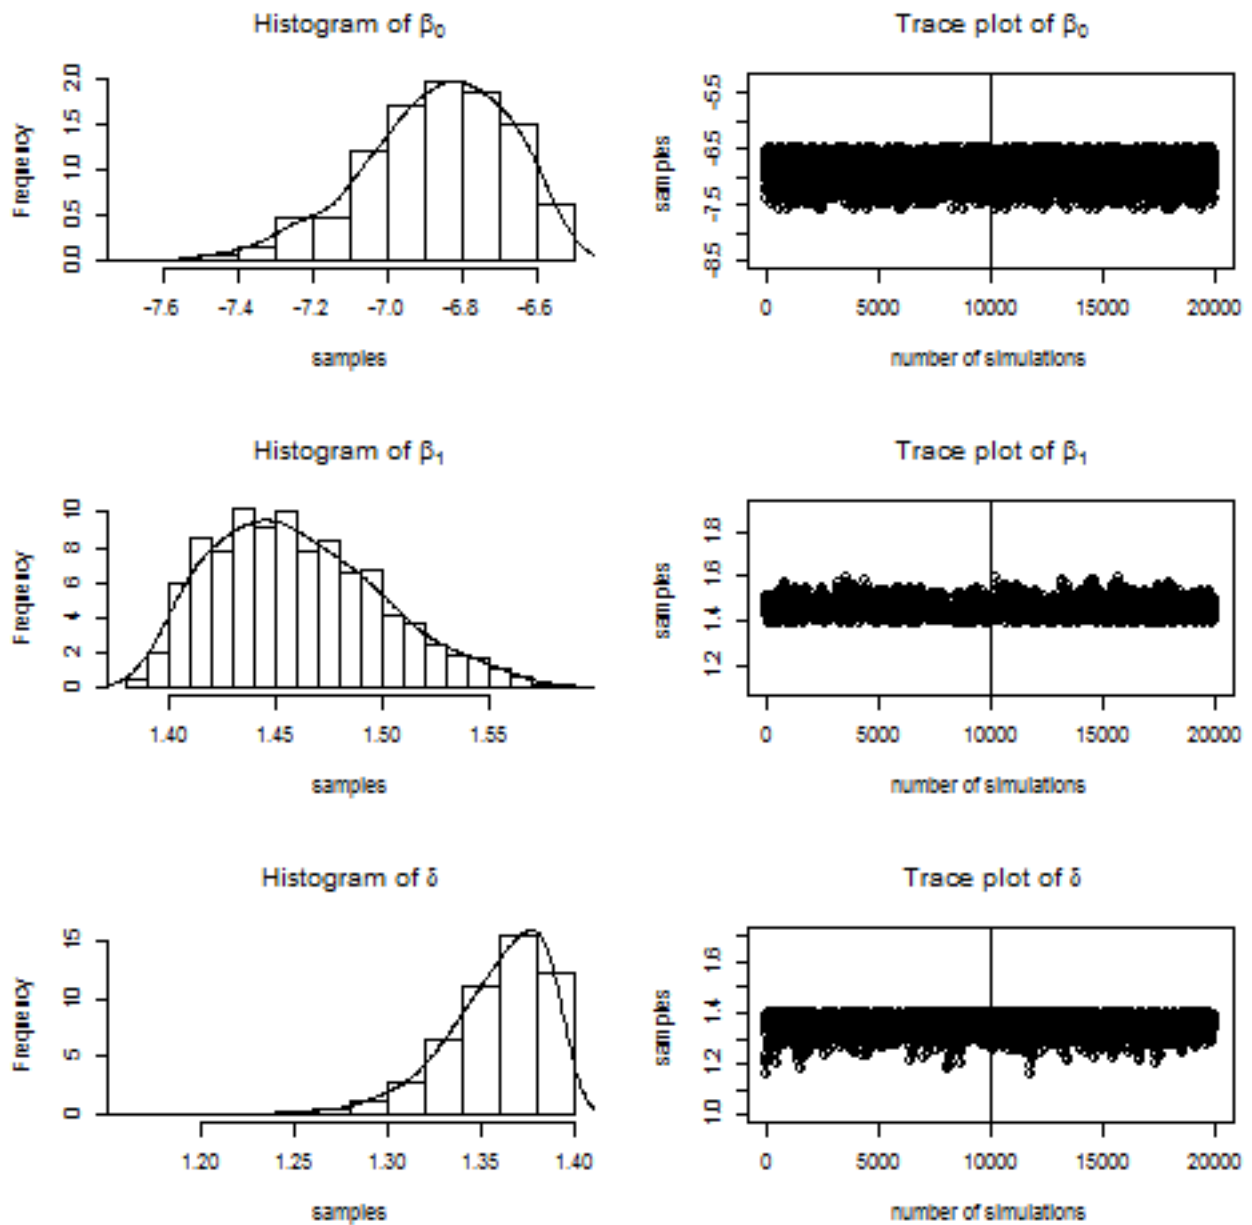 Histogram of β₀
Trace plot of β₀
Frequency
0.0 0.5 1.0 1.5 2.0
-7.6 -7.4 -7.2 -7.0 -6.8 -6.6
samples
samples
-8.5 -7.5 -6.5 -5.5
0 5000 10000 15000 20000
number of simulations
Histogram of β₁
Trace plot of β₁
Frequency
0 2 4 6 8 10
1.40 1.45 1.50 1.55
samples
samples
1.2 1.4 1.6 1.8
0 5000 10000 15000 20000
number of simulations
Histogram of δ
Trace plot of δ
Frequency
0 5 10 15
1.20 1.25 1.30 1.35 1.40
samples
samples
1.0 1.2 1.4 1.6
0 5000 10000 15000 20000
number of simulations